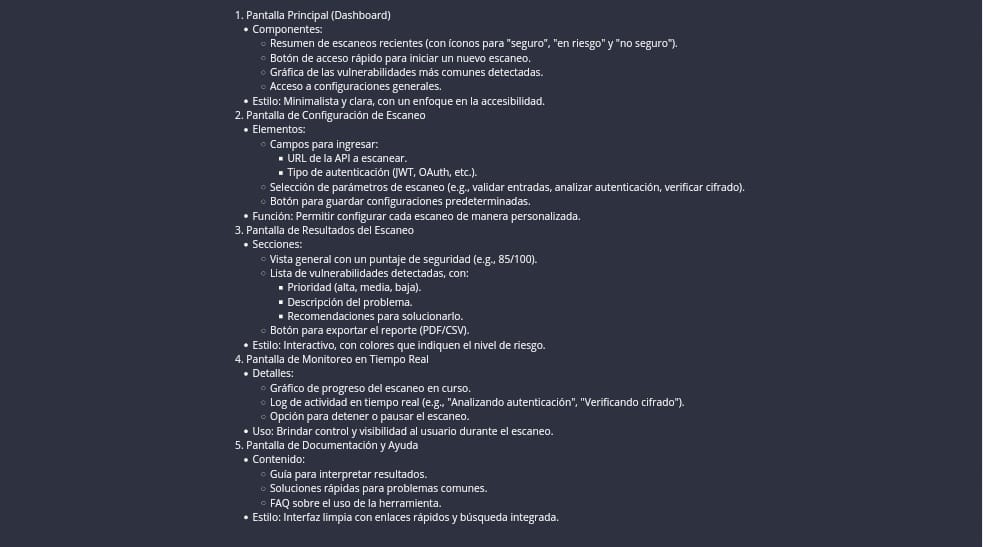 1. Pantalla Principal (Dashboard)
• Componentes:
○ Resumen de escaneos recientes (con íconos para "seguro", "en riesgo" y "no seguro").
○ Botón de acceso rápido para iniciar un nuevo escaneo.
○ Gráfica de las vulnerabilidades más comunes detectadas.
○ Acceso a configuraciones generales.
• Estilo: Minimalista y clara, con un enfoque en la accesibilidad.
2. Pantalla de Configuración de Escaneo
• Elementos:
○ Campos para ingresar:
▪ URL de la API a escanear.
▪ Tipo de autenticación (JWT, OAuth, etc.).
○ Selección de parámetros de escaneo (e.g., validar entradas, analizar autenticación, verificar cifrado).
○ Botón para guardar configuraciones predeterminadas.
• Función: Permitir configurar cada escaneo de manera personalizada.
3. Pantalla de Resultados del Escaneo
• Secciones:
○ Vista general con un puntaje de seguridad (e.g., 85/100).
○ Lista de vulnerabilidades detectadas, con:
▪ Prioridad (alta, media, baja).
▪ Descripción del problema.
▪ Recomendaciones para solucionarlo.
○ Botón para exportar el reporte (PDF/CSV).
• Estilo: Interactivo, con colores que indiquen el nivel de riesgo.
4. Pantalla de Monitoreo en Tiempo Real
• Detalles:
○ Gráfico de progreso del escaneo en curso.
○ Log de actividad en tiempo real (e.g., "Analizando autenticación", "Verificando cifrado").
○ Opción para detener o pausar el escaneo.
• Uso: Brindar control y visibilidad al usuario durante el escaneo.
5. Pantalla de Documentación y Ayuda
• Contenido:
○ Guía para interpretar resultados.
○ Soluciones rápidas para problemas comunes.
○ FAQ sobre el uso de la herramienta.
• Estilo: Interfaz limpia con enlaces rápidos y búsqueda integrada.